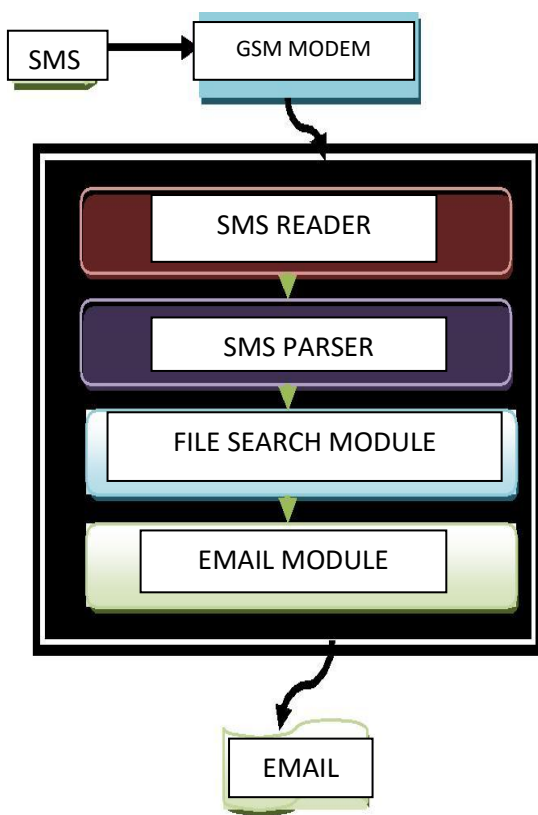 SMS
GSM MODEM
SMS READER
SMS PARSER
FILE SEARCH MODULE
EMAIL MODULE
EMAIL